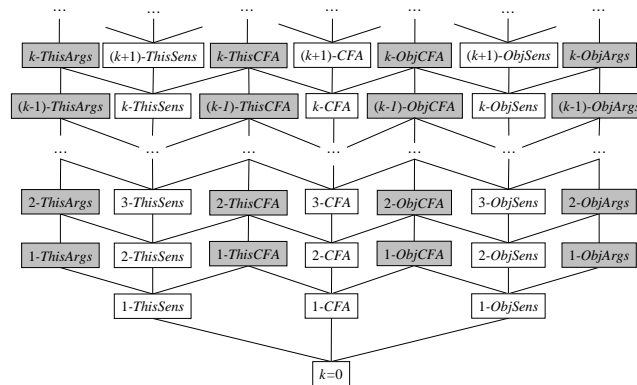 ... ... ... ... ... ... ...
k-ThisArgs (k+1)-ThisSens k-ThisCFA (k+1)-CFA k-ObjCFA (k+1)-ObjSens k-ObjArgs
(k-1)-ThisArgs k-ThisSens (k-1)-ThisCFA k-CFA (k-1)-ObjCFA k-ObjSens (k-1)-ObjArgs
... ... ... ... ... ... ...
2-ThisArgs 3-ThisSens 2-ThisCFA 3-CFA 2-ObjCFA 3-ObjSens 2-ObjArgs
1-ThisArgs 2-ThisSens 1-ThisCFA 2-CFA 1-ObjCFA 2-ObjSens 1-ObjArgs
1-ThisSens 1-CFA 1-ObjSens
k=0